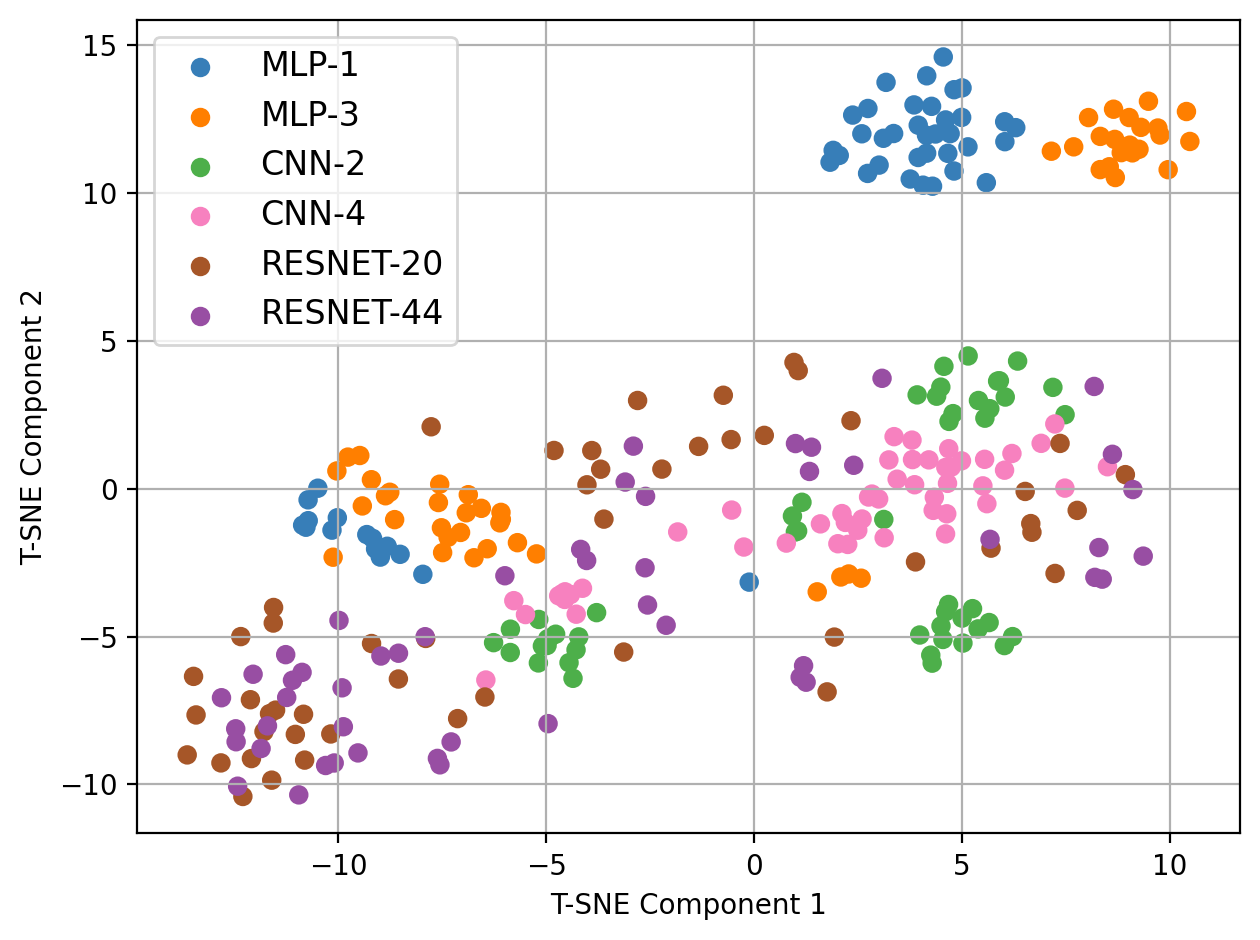 MLP-1
MLP-3
CNN-2
CNN-4
RESNET-20
RESNET-44
15
10
5
0
−5
−10
T-SNE Component 2
−10
−5
0
5
10
T-SNE Component 1